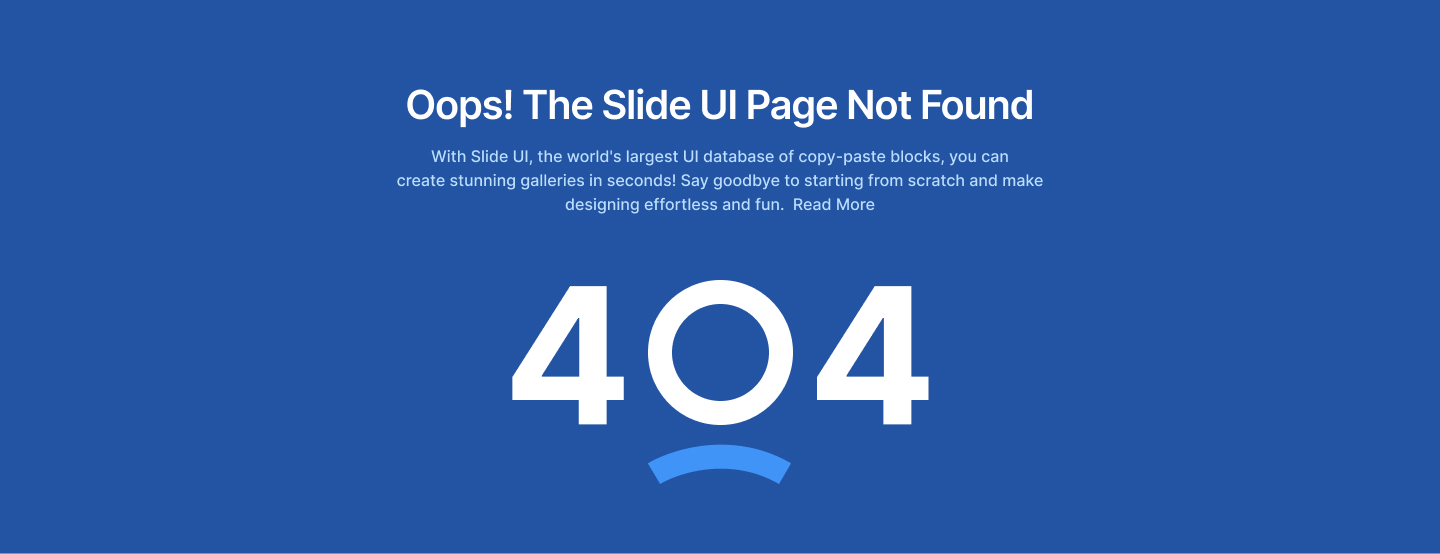 Oops! The Slide UI Page Not Found
With Slide UI, the world's largest UI database of copy-paste blocks, you can
create stunning galleries in seconds! Say goodbye to starting from scratch and make
designing effortless and fun.  Read More
404